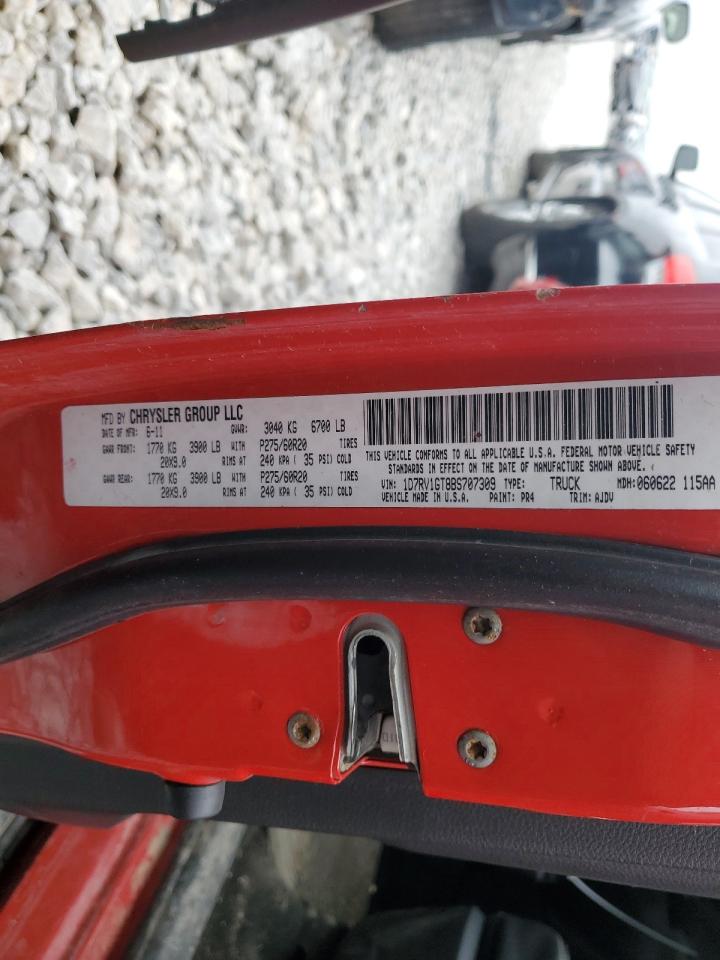 MFD BY CHRYSLER GROUP LLC
DATE OF MFR: 6-11 GVWR: 3040 KG 6700 LB
GAWR FRONT: 1770 KG 3900 LB WITH P275/60R20 TIRES
20X9.0 RIMS AT 240 KPA ( 35 PSI) COLD
GAWR REAR: 1770 KG 3900 LB WITH P275/60R20 TIRES
20X9.0 RIMS AT 240 KPA ( 35 PSI) COLD
THIS VEHICLE CONFORMS TO ALL APPLICABLE U.S.A. FEDERAL MOTOR VEHICLE SAFETY
STANDARDS IN EFFECT ON THE DATE OF MANUFACTURE SHOWN ABOVE.
VIN: 1D7RV1GT8BS707309 TYPE: TRUCK MDH: 060622 115AA
VEHICLE MADE IN U.S.A. PAINT: PR4 TRIM: AJDV